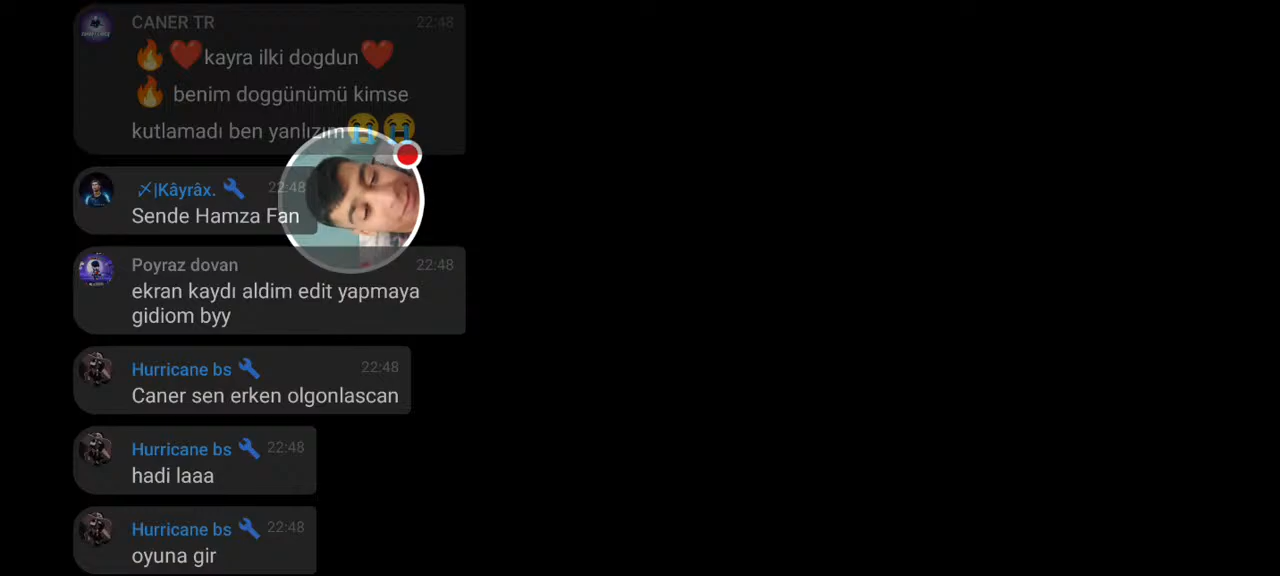 CANER TR 22:48
🔥❤️kayra ilki dogdun❤️
🔥 benim doggünümü kimse
kutlamadı ben yanlızim😭😭
〆|Kâyrâx. 🔧 22:48
Sende Hamza Fan
Poyraz dovan 22:48
ekran kaydı aldim edit yapmaya
gidiom byy
Hurricane bs 🔧 22:48
Caner sen erken olgonlascan
Hurricane bs 🔧 22:48
hadi laaa
Hurricane bs 🔧 22:48
oyuna gir